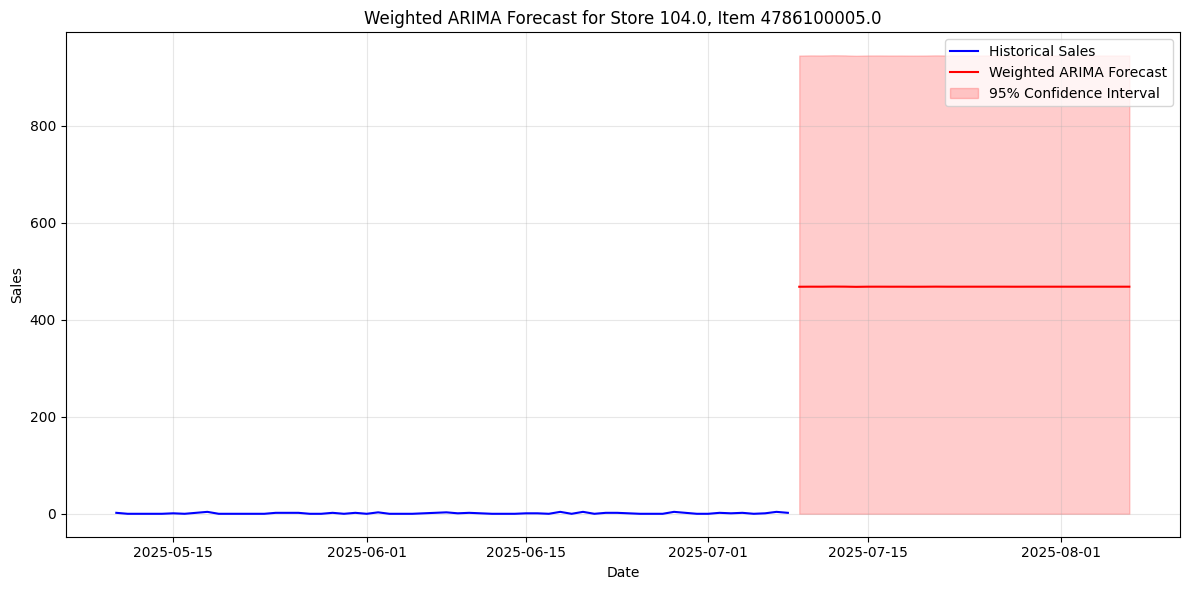 Weighted ARIMA Forecast for Store 104.0, Item 4786100005.0
Historical Sales
Weighted ARIMA Forecast
95% Confidence Interval
Sales
800
600
400
200
0
2025-05-15
2025-06-01
2025-06-15
2025-07-01
2025-07-15
2025-08-01
Date